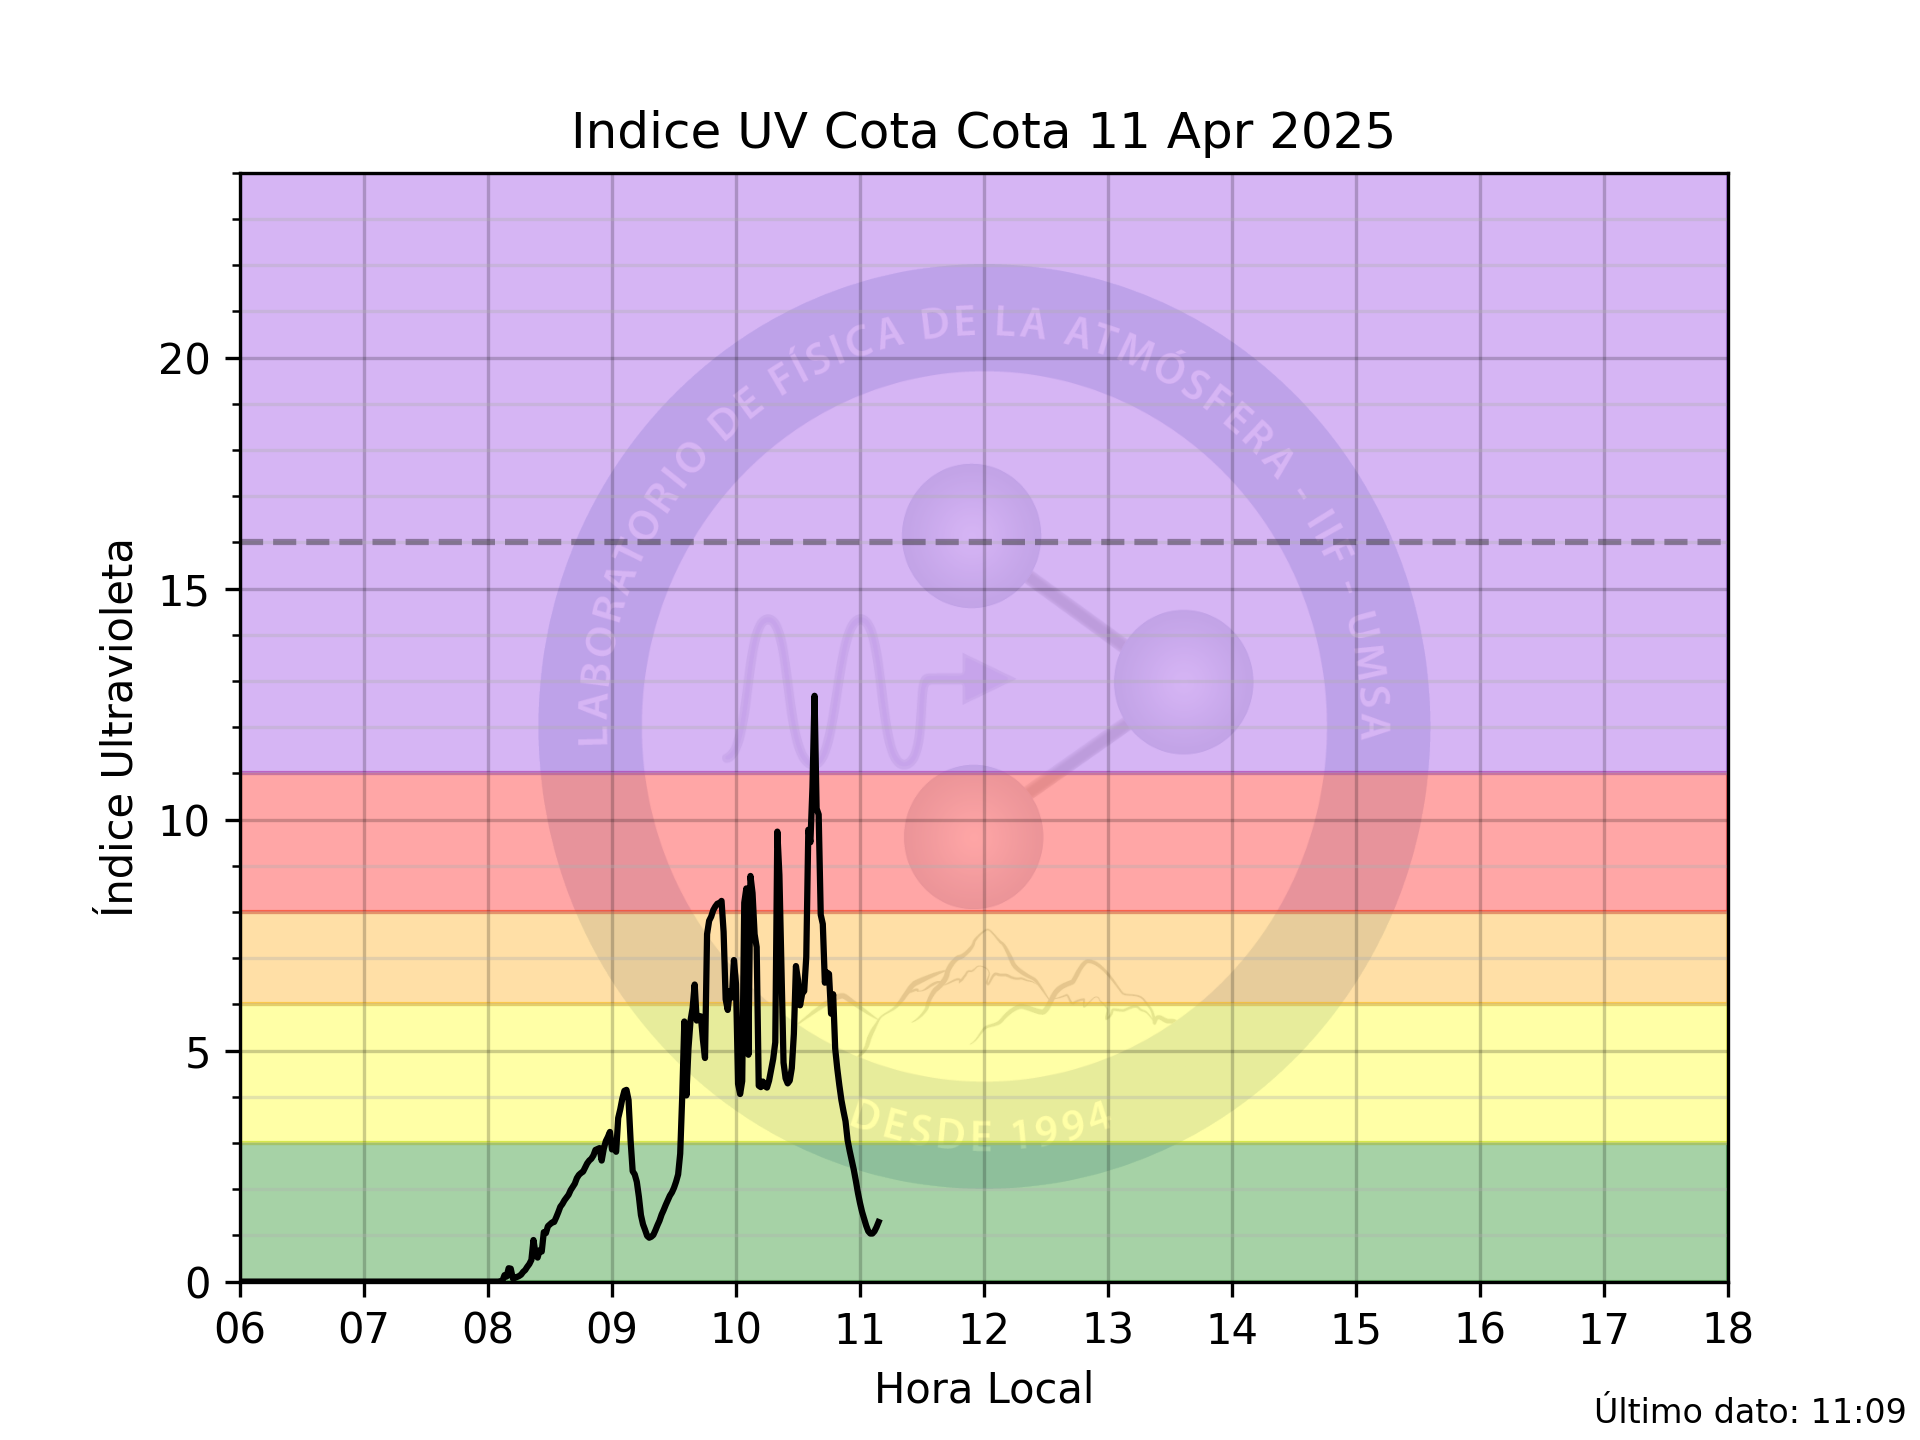 Indice UV Cota Cota 11 Apr 2025
LABORATORIO DE FÍSICA DE LA ATMÓSFERA - IIF - UMSA
DESDE 1994
Índice Ultravioleta
20
15
10
5
0
06 07 08 09 10 11 12 13 14 15 16 17 18
Hora Local
Último dato: 11:09